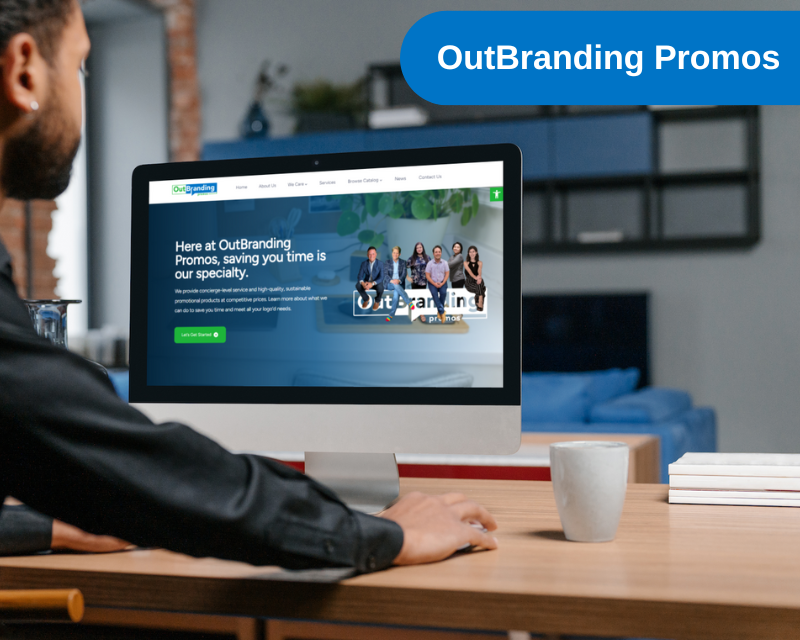 OutBranding Promos
OutBranding
Home About Us We Care Services Browse Catalog News Contact Us
Here at OutBranding
Promos, saving you time is
our specialty.
We provide concierge-level service and high-quality, sustainable
promotional products at competitive prices. Learn more about what we
can do to save you time and meet all your logo'd needs.
Let's Get Started
OutBranding
promos